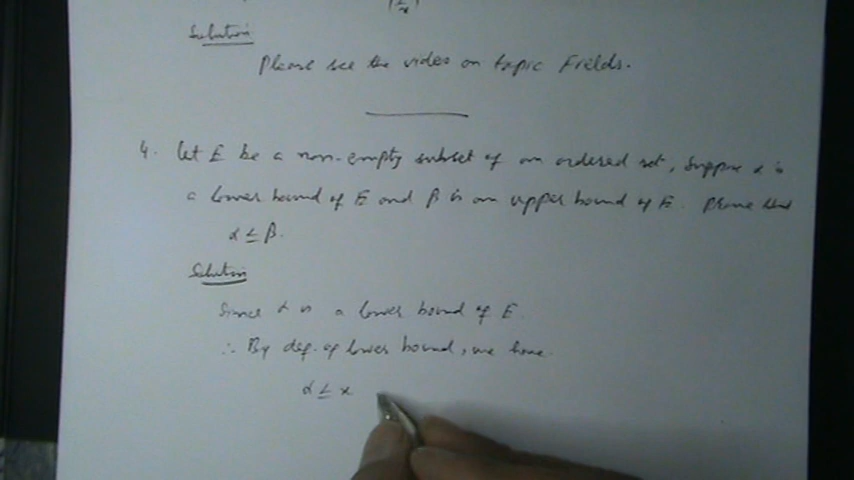 Solution
Please see the video on topic Fields.
4. Let E be a non-empty subset of an ordered set, Suppose α is
a lower bound of E and β is an upper bound of E. Prove that
α ≤ β.
Solution
Since α is a lower bound of E.
∴ By def. of lower bound, we have.
α ≤ x